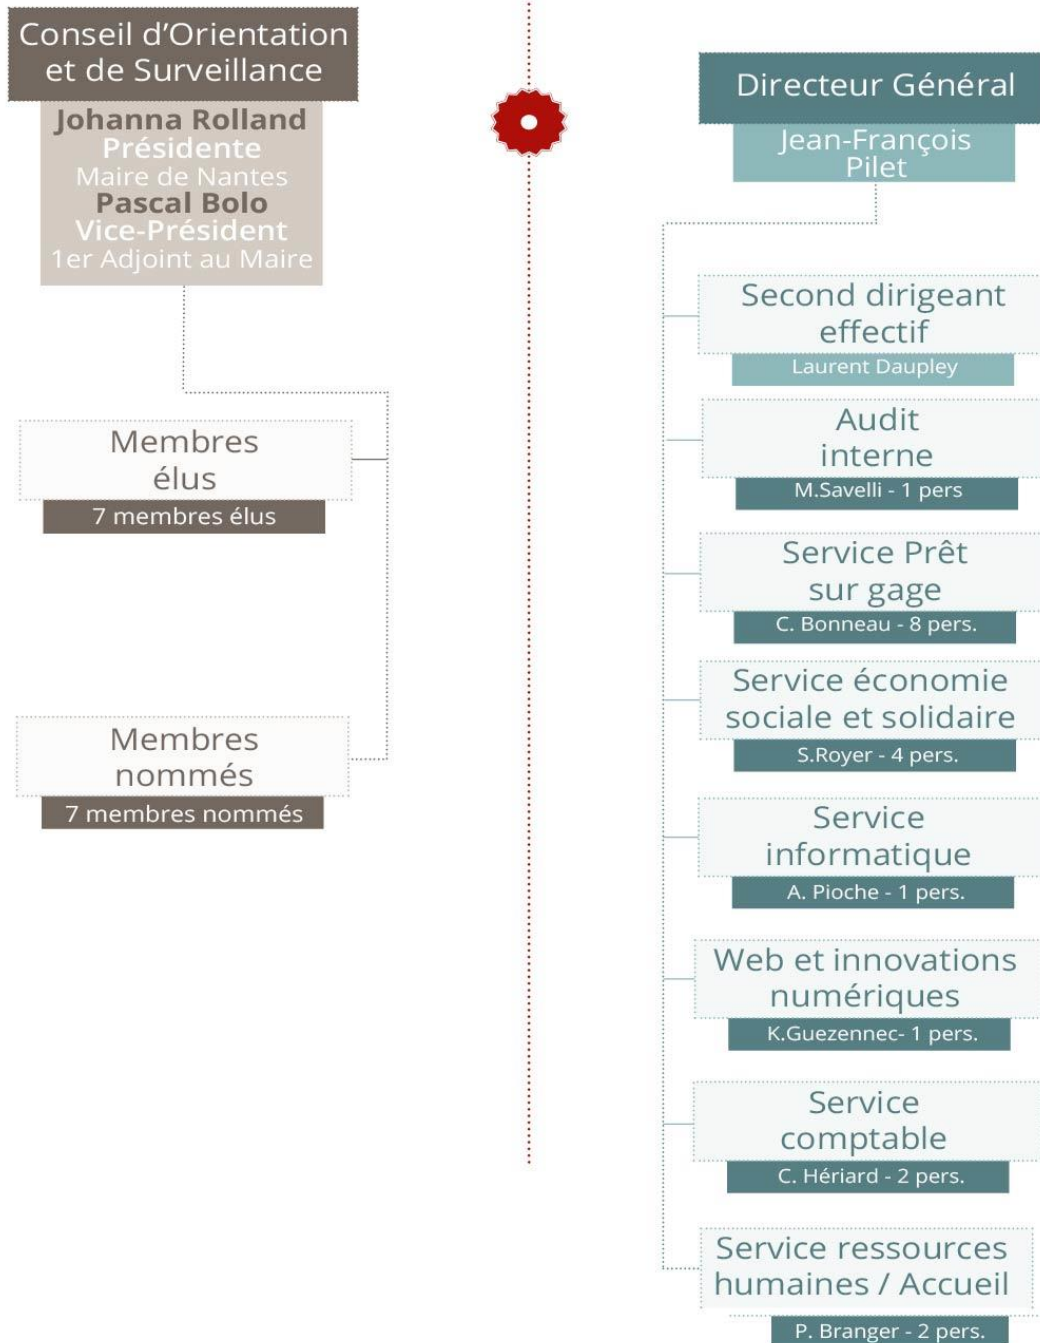 Conseil d’Orientation
et de Surveillance
Johanna Rolland
Présidente
Maire de Nantes
Pascal Bolo
Vice-Président
1er Adjoint au Maire
Membres
élus
7 membres élus
Membres
nommés
7 membres nommés
Directeur Général
Jean-François
Pilet
Second dirigeant
effectif
Laurent Daupley
Audit
interne
M.Savelli - 1 pers
Service Prêt
sur gage
C. Bonneau - 8 pers.
Service économie
sociale et solidaire
S.Royer - 4 pers.
Service
informatique
A. Pioche - 1 pers.
Web et innovations
numériques
K.Guezennec- 1 pers.
Service
comptable
C. Hériard - 2 pers.
Service ressources
humaines / Accueil
P. Branger - 2 pers.